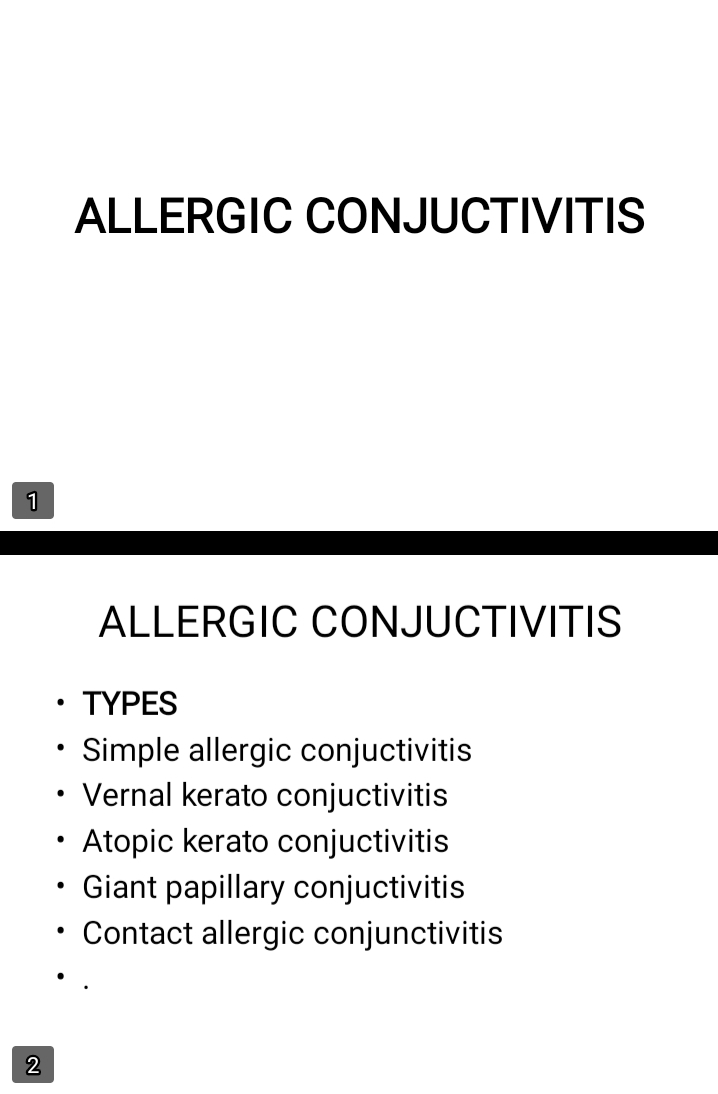 ALLERGIC CONJUCTIVITIS
1
ALLERGIC CONJUCTIVITIS
• TYPES
• Simple allergic conjuctivitis
• Vernal kerato conjuctivitis
• Atopic kerato conjuctivitis
• Giant papillary conjuctivitis
• Contact allergic conjunctivitis
• .
2